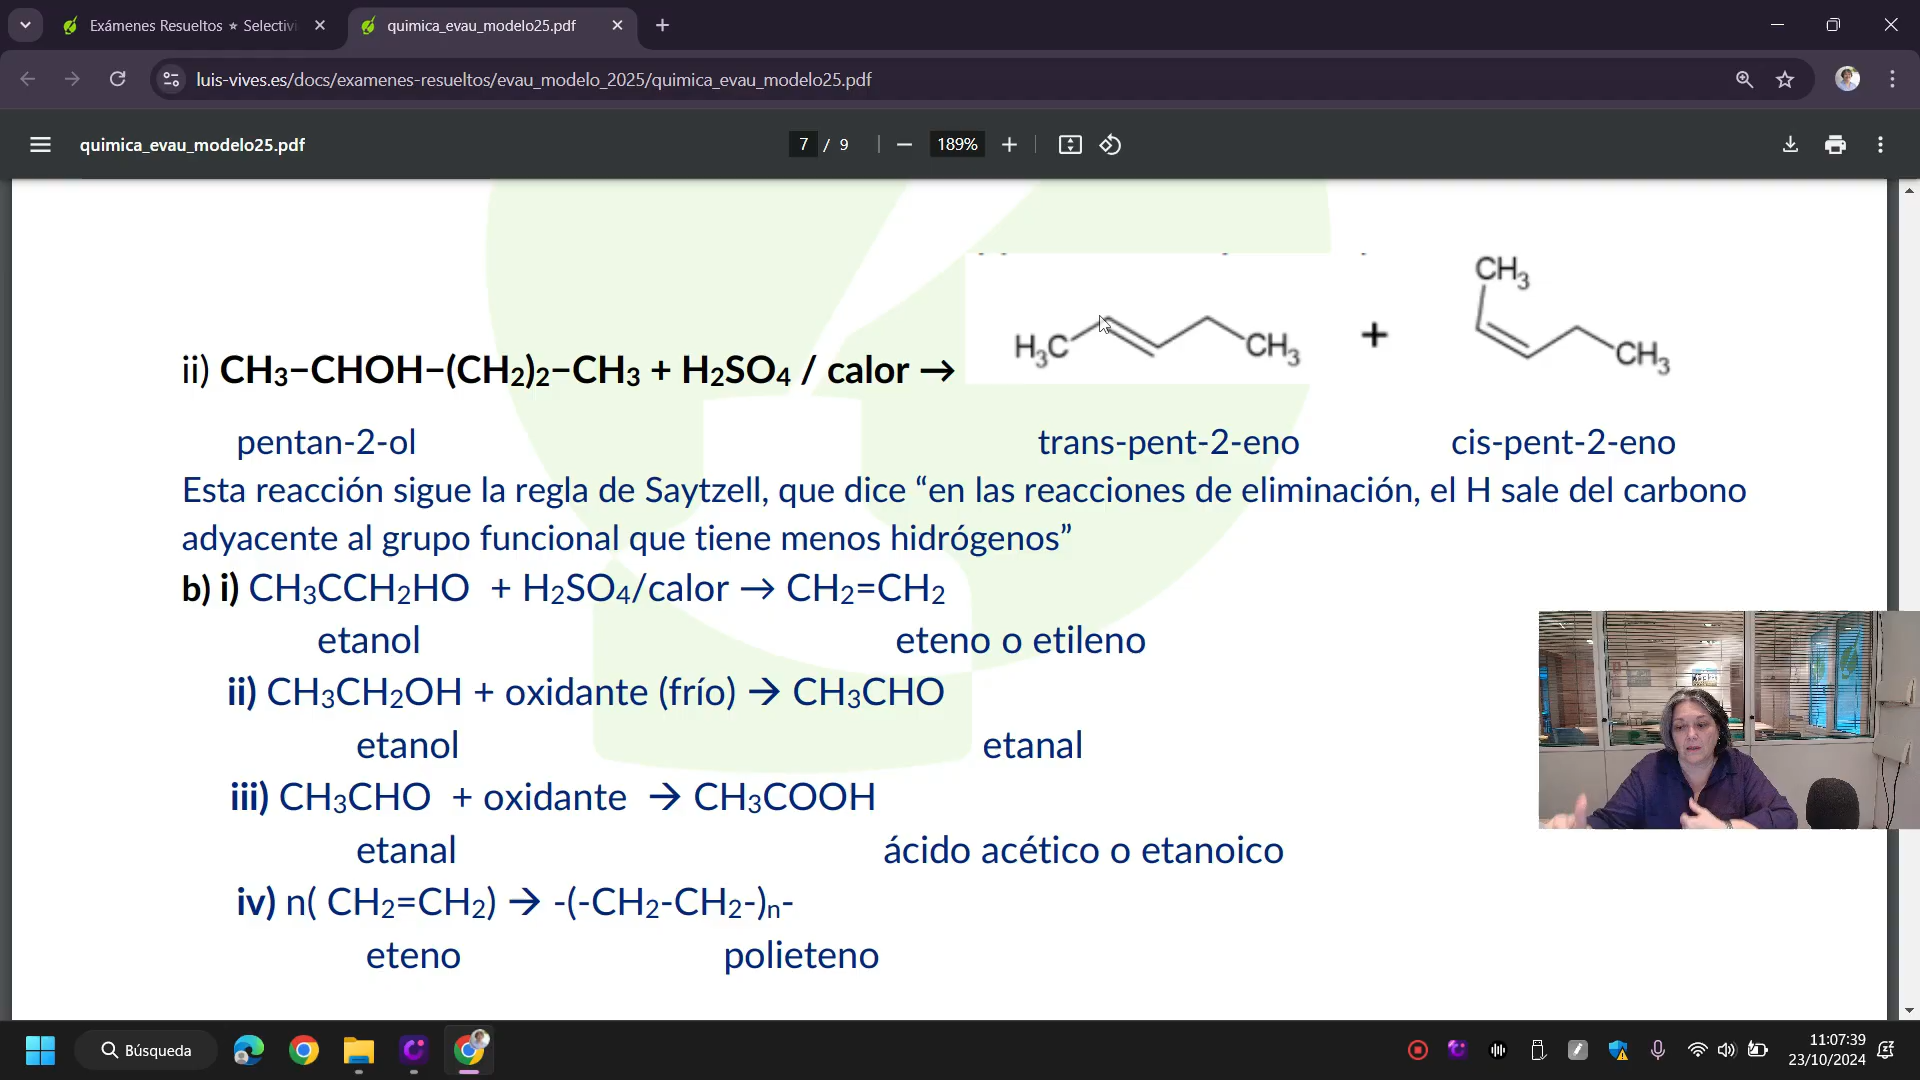 Exámenes Resueltos ★ Selectivi
quimica_evau_modelo25.pdf
luis-vives.es/docs/examenes-resueltos/evau_modelo_2025/quimica_evau_modelo25.pdf
quimica_evau_modelo25.pdf
7 / 9
189%
CH₃
H₃C
CH₃
+
CH₃
ii) CH₃−CHOH−(CH₂)₂−CH₃ + H₂SO₄ / calor →
pentan-2-ol
trans-pent-2-eno
cis-pent-2-eno
Esta reacción sigue la regla de Saytzell, que dice “en las reacciones de eliminación, el H sale del carbono
adyacente al grupo funcional que tiene menos hidrógenos”
b) i) CH₃CCH₂HO + H₂SO₄/calor → CH₂=CH₂
etanol
eteno o etileno
ii) CH₃CH₂OH + oxidante (frío) → CH₃CHO
etanol
etanal
iii) CH₃CHO + oxidante → CH₃COOH
etanal
ácido acético o etanoico
iv) n( CH₂=CH₂) → -(-CH₂-CH₂-)ₙ-
eteno
polieteno
Búsqueda
11:07:39
23/10/2024